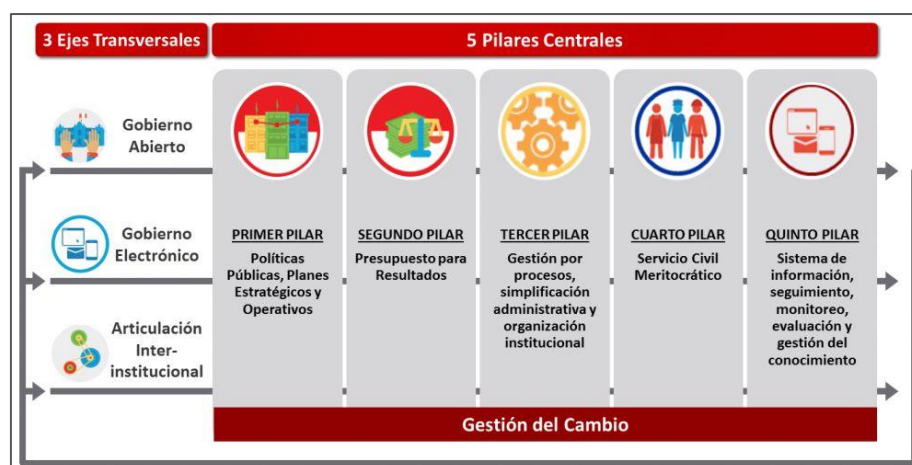 3 Ejes Transversales
5 Pilares Centrales
Gobierno
Abierto
Gobierno
Electrónico
Articulación
Inter-
institucional
PRIMER PILAR
Políticas
Públicas, Planes
Estratégicos y
Operativos
SEGUNDO PILAR
Presupuesto para
Resultados
TERCER PILAR
Gestión por
procesos,
simplificación
administrativa y
organización
institucional
CUARTO PILAR
Servicio Civil
Meritocrático
QUINTO PILAR
Sistema de
información,
seguimiento,
monitoreo,
evaluación y
gestión del
conocimiento
Gestión del Cambio